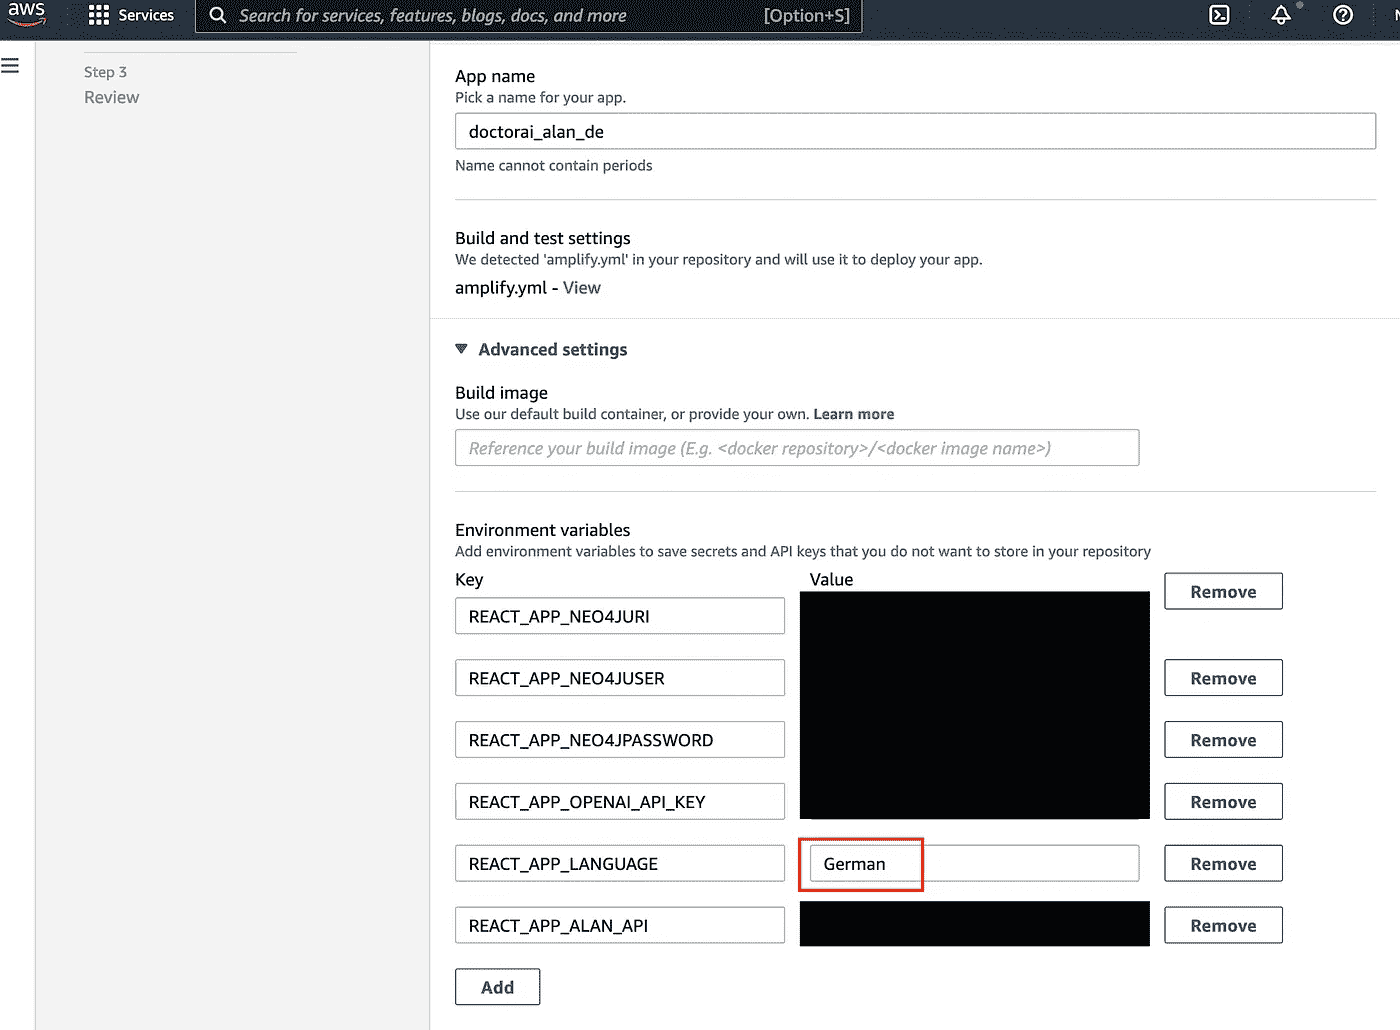 aws Services Search for services, features, blogs, docs, and more [Option+S]
Step 3
Review
App name
Pick a name for your app.
doctorai_alan_de
Name cannot contain periods
Build and test settings
We detected 'amplify.yml' in your repository and will use it to deploy your app.
amplify.yml - View
Advanced settings
Build image
Use our default build container, or provide your own. Learn more
Reference your build image (E.g. <docker repository>/<docker image name>)
Environment variables
Add environment variables to save secrets and API keys that you do not want to store in your repository
Key Value
REACT_APP_NEO4JURI Remove
REACT_APP_NEO4JUSER Remove
REACT_APP_NEO4JPASSWORD Remove
REACT_APP_OPENAI_API_KEY Remove
REACT_APP_LANGUAGE German Remove
REACT_APP_ALAN_API Remove
Add